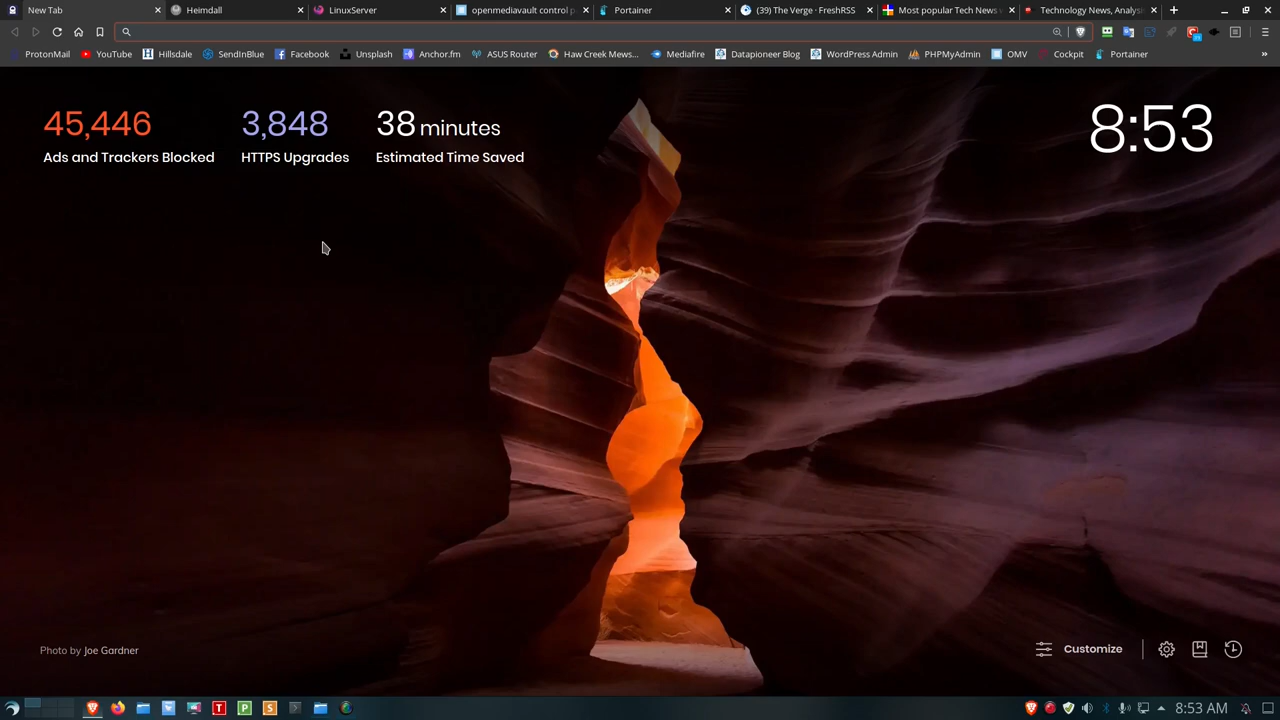 New Tab
Heimdall
LinuxServer
openmediavault control p
Portainer
(39) The Verge · FreshRSS
Most popular Tech News
Technology News, Analysis
ProtonMail
YouTube
Hillsdale
SendInBlue
Facebook
Unsplash
Anchor.fm
ASUS Router
Haw Creek Mews...
Mediafire
Datapioneer Blog
WordPress Admin
PHPMyAdmin
OMV
Cockpit
Portainer
45,446
Ads and Trackers Blocked
3,848
HTTPS Upgrades
38 minutes
Estimated Time Saved
8:53
Photo by Joe Gardner
Customize
T
P
S
8:53 AM